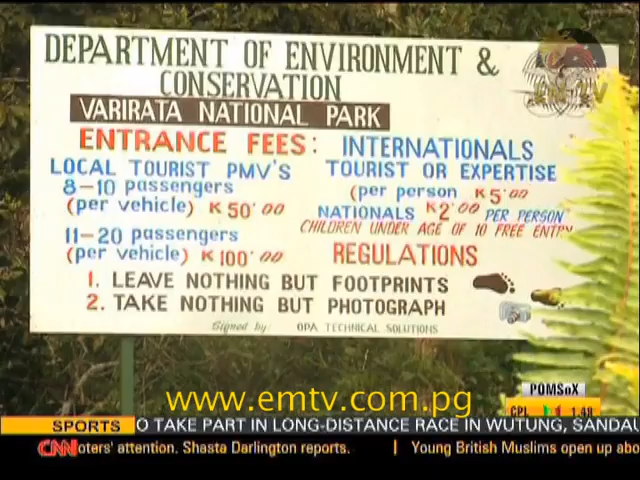 DEPARTMENT OF ENVIRONMENT &
CONSERVATION
VARIRATA NATIONAL PARK
ENTRANCE FEES:
LOCAL TOURIST PMV'S
8-10 passengers
(per vehicle) K50.00
11-20 passengers
(per vehicle) K100.00
INTERNATIONALS
TOURIST OR EXPERTISE
(per person K5.00
NATIONALS K2.00 PER PERSON
CHILDREN UNDER AGE OF 10 FREE ENTRY
REGULATIONS
1. LEAVE NOTHING BUT FOOTPRINTS
2. TAKE NOTHING BUT PHOTOGRAPH
Signed by: OPA TECHNICAL SOLUTIONS
EMTV
www.emtv.com.pg
POMSoX
CPL 1.48
SPORTS O TAKE PART IN LONG-DISTANCE RACE IN WUTUNG, SANDAU
CNN oters' attention. Shasta Darlington reports. | Young British Muslims open up abo